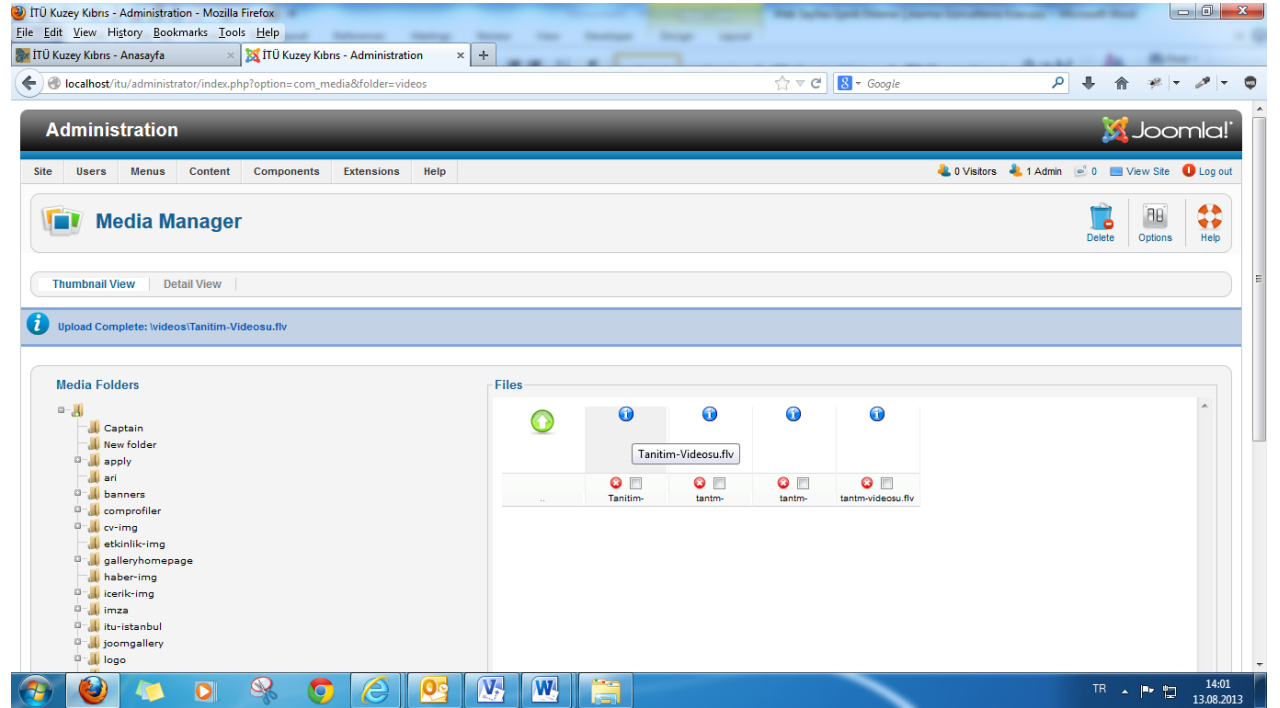 İTÜ Kuzey Kıbrıs - Administration - Mozilla Firefox
File Edit View History Bookmarks Tools Help
İTÜ Kuzey Kıbrıs - Anasayfa × İTÜ Kuzey Kıbrıs - Administration × +
localhost/itu/administrator/index.php?option=com_media&folder=videos
Google
Administration
Joomla!
Site Users Menus Content Components Extensions Help
0 Visitors 1 Admin 0 View Site Log out
Media Manager
Delete Options Help
Thumbnail View Detail View
Upload Complete: \videos\Tanitim-Videosu.flv
Media Folders
Captain
New folder
apply
ari
banners
comprofiler
cv-img
etkinlik-img
galleryhomepage
haber-img
icerik-img
imza
itu-istanbul
joomgallery
logo
Files
Tanitim-Videosu.flv
.. Tanitim- tantm- tantm- tantm-videosu.flv
TR
14:01
13.08.2013